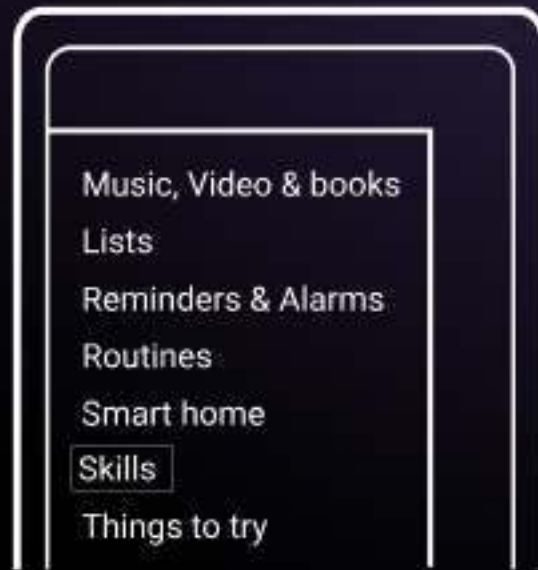 Music, Video & books
Lists
Reminders & Alarms
Routines
Smart home
Skills
Things to try